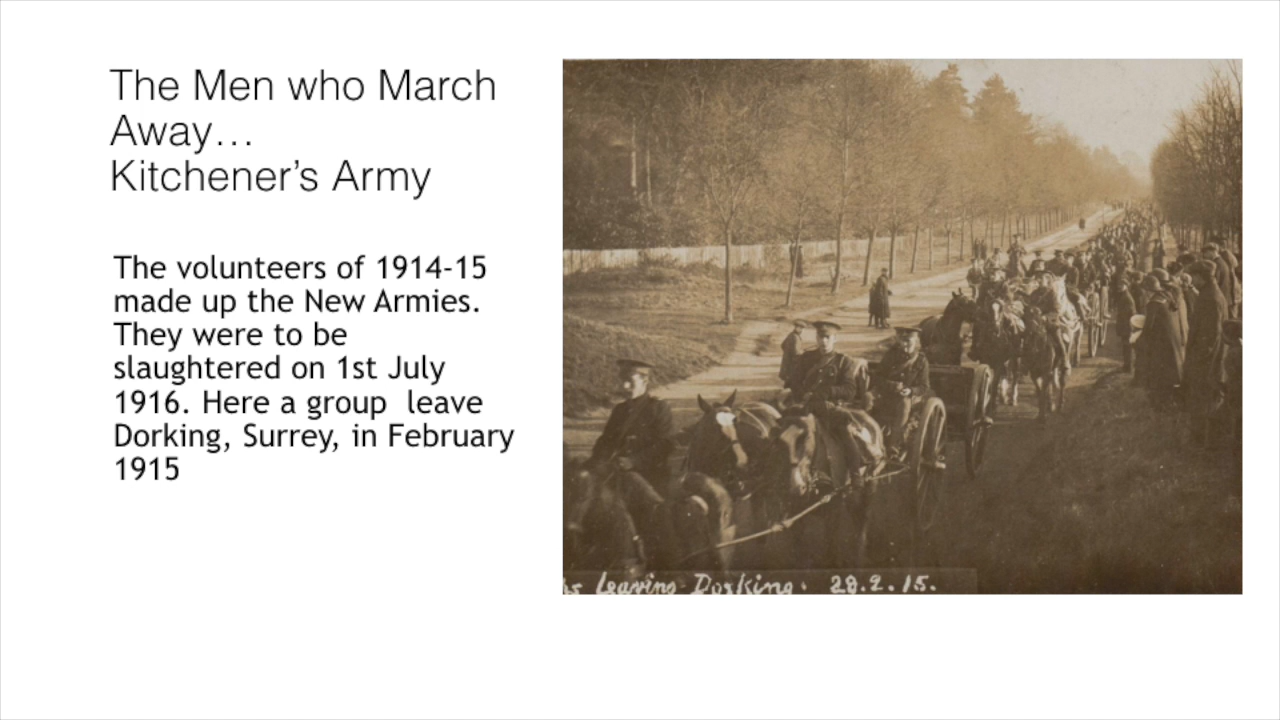 The Men who March
Away…
Kitchener’s Army
The volunteers of 1914-15
made up the New Armies.
They were to be
slaughtered on 1st July
1916. Here a group  leave
Dorking, Surrey, in February
1915
Leaving Dorking. 28.2.15.